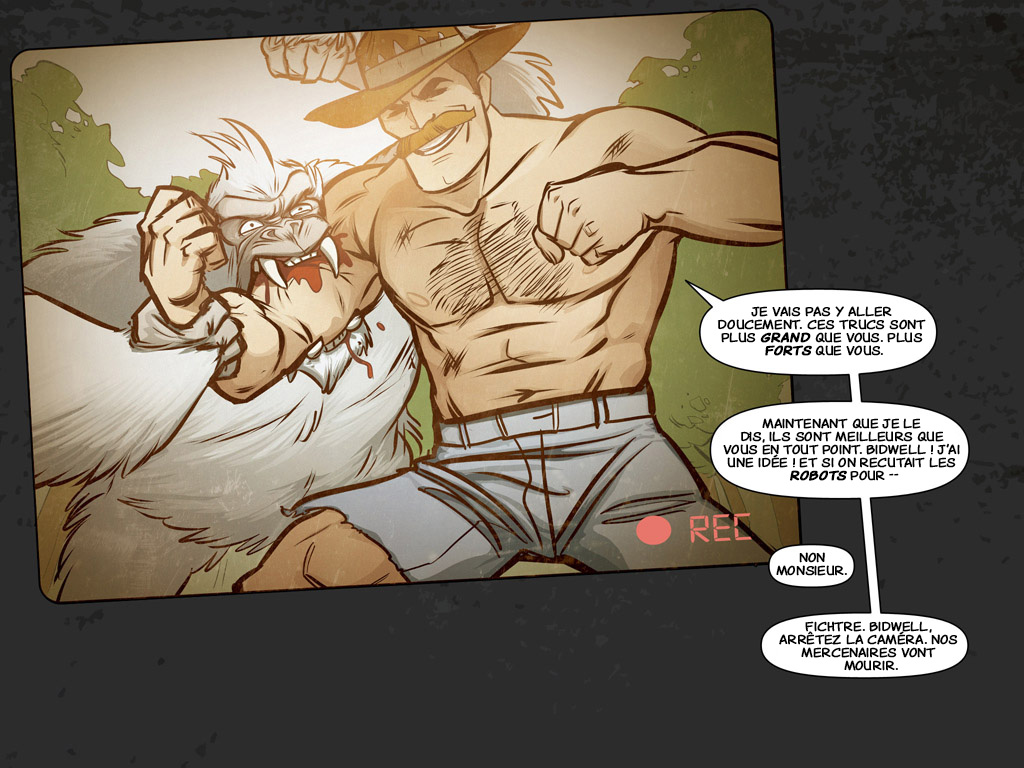 JE VAIS PAS Y ALLER
DOUCEMENT. CES TRUCS SONT
PLUS GRAND QUE VOUS. PLUS
FORTS QUE VOUS.
MAINTENANT QUE JE LE
DIS, ILS SONT MEILLEURS QUE
VOUS EN TOUT POINT. BIDWELL ! J'AI
UNE IDÉE ! ET SI ON RECUTAIT LES
ROBOTS POUR --
REC
NON
MONSIEUR.
FICHTRE. BIDWELL,
ARRÊTEZ LA CAMÉRA. NOS
MERCENAIRES VONT
MOURIR.